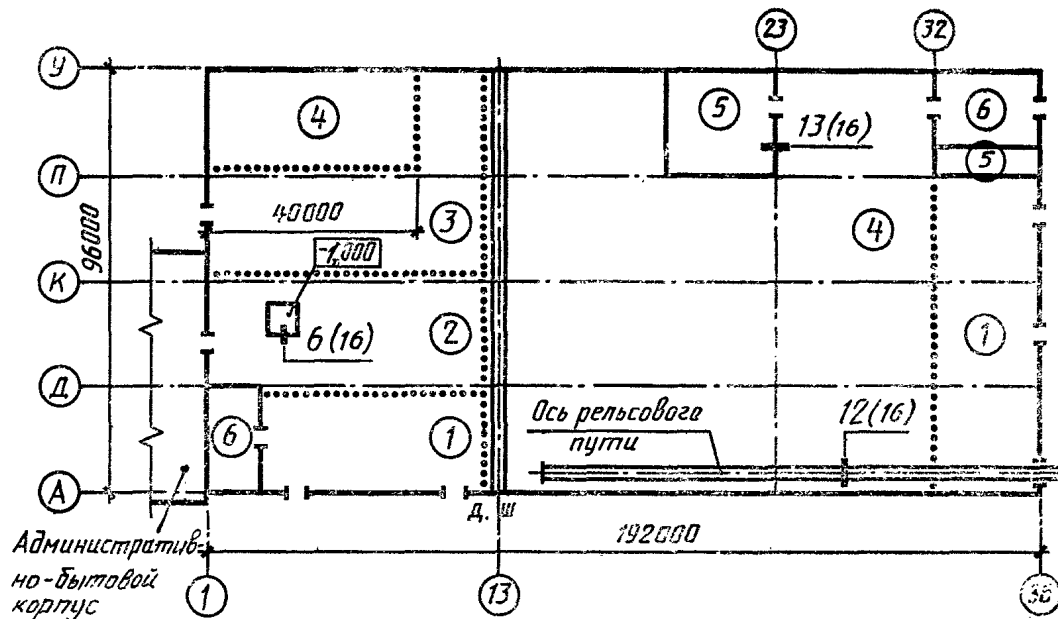 23
32
У
4
5
13(16)
6
5
П
40000
3
4
96000
-1,000
К
6(16)
2
1
Д
Ось рельсового
пути
12(16)
6
1
А
д. ш
192000
Административ-
но-бытовой
корпус
1
13